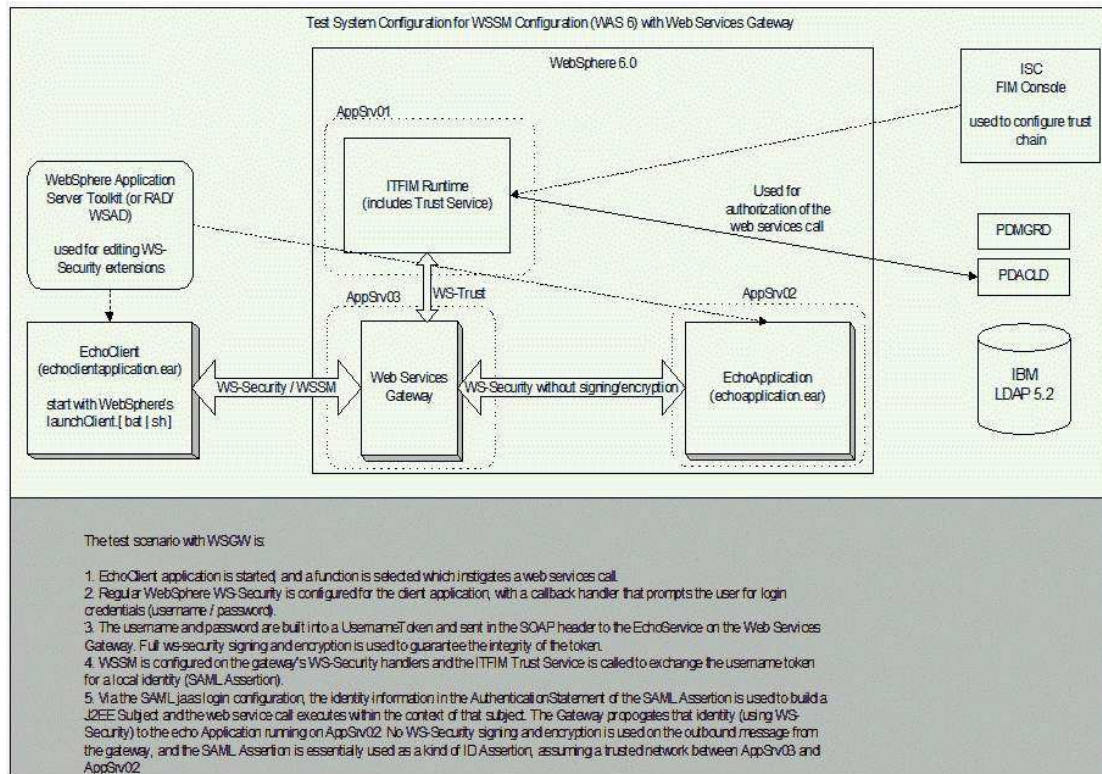 Test System Configuration for WSSM Configuration (WAS 6) with Web Services Gateway
WebSphere 6.0
ISC
FIM Console
used to configure trust
chain
AppSrv01
ITFIM Runtime
(includes Trust Service)
WebSphere Application
Server Toolkit (or RAD/
WSAD)
used for editing WS-
Security extensions
Used for
authorization of the
web services call
PDMGRD
PDACLD
WS-Trust
AppSrv03
AppSrv02
EchoClient
(echoclientapplication.ear)
start with WebSphere's
launchClient.[ bat | sh]
WS-Security / WSSM
Web Services
Gateway
WS-Security without signing/encryption
EchoApplication
(echoapplication.ear)
IBM
LDAP 5.2
The test scenario with WSGW is:
1. EchoClient application is started, and a function is selected which instigates a web services call.
2. Regular WebSphere WS-Security is configured for the client application, with a callback handler that prompts the user for login
credentials (username / password).
3. The username and password are built into a UsernameToken and sent in the SOAP header to the EchoService on the Web Services
Gateway. Full ws-security signing and encryption is used to guarantee the integrity of the token.
4. WSSM is configured on the gateway's WS-Security handlers and the ITFIM Trust Service is called to exchange the username token
for a local identity (SAML Assertion).
5. Via the SAML jaas login configuration, the identity information in the AuthenticationStatement of the SAML Assertion is used to build a
J2EE Subject and the web service call executes within the context of that subject. The Gateway propogates that identity (using WS-
Security) to the echo Application running on AppSrv02. No WS-Security signing and encryption is used on the outbound message from
the gateway, and the SAML Assertion is essentially used as a kind of ID Assertion, assuming a trusted network between AppSrv03 and
AppSrv02